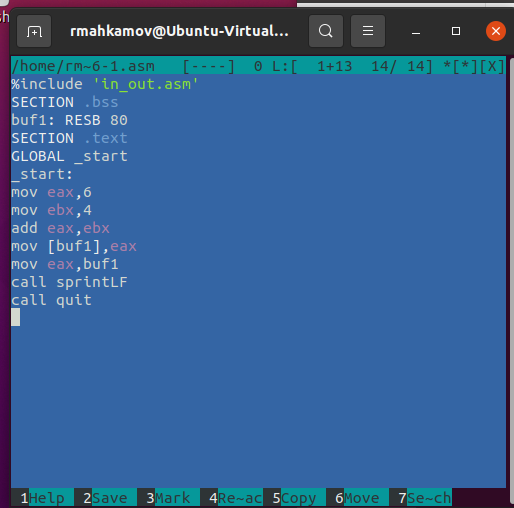 sh
rmahkamov@Ubuntu-Virtual...
/home/rm~6-1.asm   [----]  0 L:[  1+13  14/ 14] *[*][X]
%include 'in_out.asm'
SECTION .bss
buf1: RESB 80
SECTION .text
GLOBAL _start
_start:
mov eax,6
mov ebx,4
add eax,ebx
mov [buf1],eax
mov eax,buf1
call sprintLF
call quit
1Help  2Save  3Mark  4Re~ac  5Copy  6Move  7Se~ch